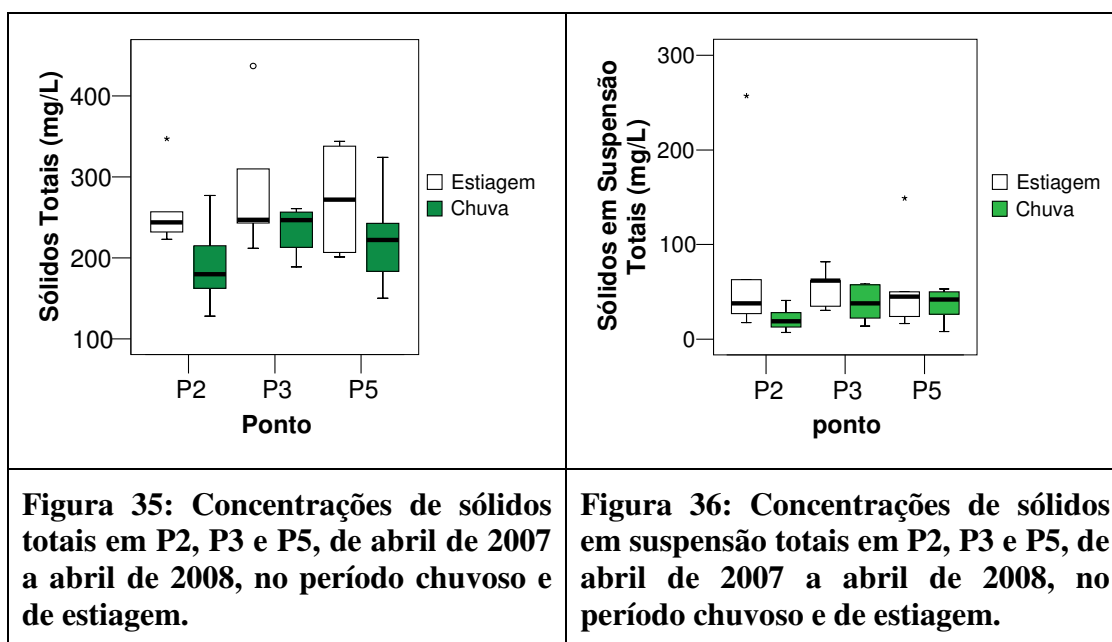 Sólidos Totais (mg/L)
400
300
200
100
P2 P3 P5
Ponto
Estiagem
Chuva
Sólidos em Suspensão
Totais (mg/L)
300
200
100
0
P2 P3 P5
ponto
Estiagem
Chuva
Figura 35: Concentrações de sólidos
totais em P2, P3 e P5, de abril de 2007
a abril de 2008, no período chuvoso e
de estiagem.
Figura 36: Concentrações de sólidos
em suspensão totais em P2, P3 e P5, de
abril de 2007 a abril de 2008, no
período chuvoso e de estiagem.